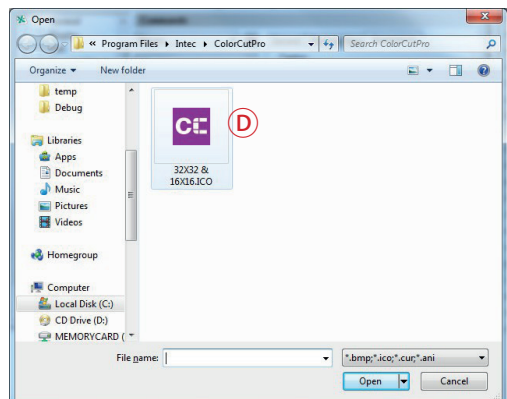 Open
« Program Files ▸ Intec ▸ ColorCutPro
Search ColorCutPro
Organize ▾ New folder
temp
Debug
Libraries
Apps
Documents
Music
Pictures
Videos
Homegroup
Computer
Local Disk (C:)
CD Drive (D:)
MEMORYCARD (
CC
D
32X32 &
16X16.ICO
File name:
*.bmp;*.ico;*.cur;*.ani
Open
Cancel